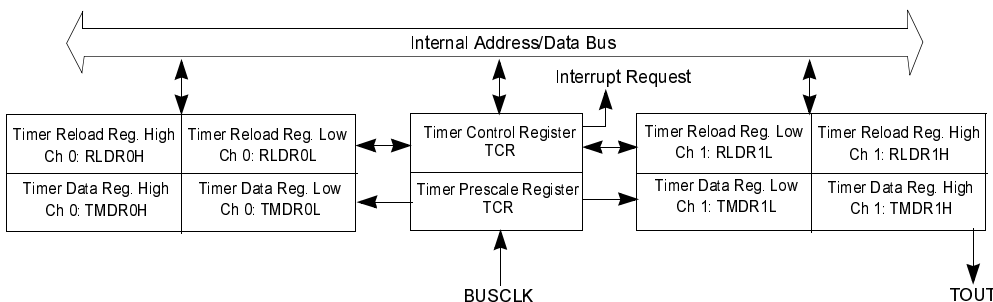 Internal Address/Data Bus
Interrupt Request
Timer Reload Reg. High
Ch 0: RLDR0H
Timer Reload Reg. Low
Ch 0: RLDR0L
Timer Control Register
TCR
Timer Reload Reg. Low
Ch 1: RLDR1L
Timer Reload Reg. High
Ch 1: RLDR1H
Timer Data Reg. High
Ch 0: TMDR0H
Timer Data Reg. Low
Ch 0: TMDR0L
Timer Prescale Register
TCR
Timer Data Reg. Low
Ch 1: TMDR1L
Timer Data Reg. High
Ch 1: TMDR1H
BUSCLK
TOUT